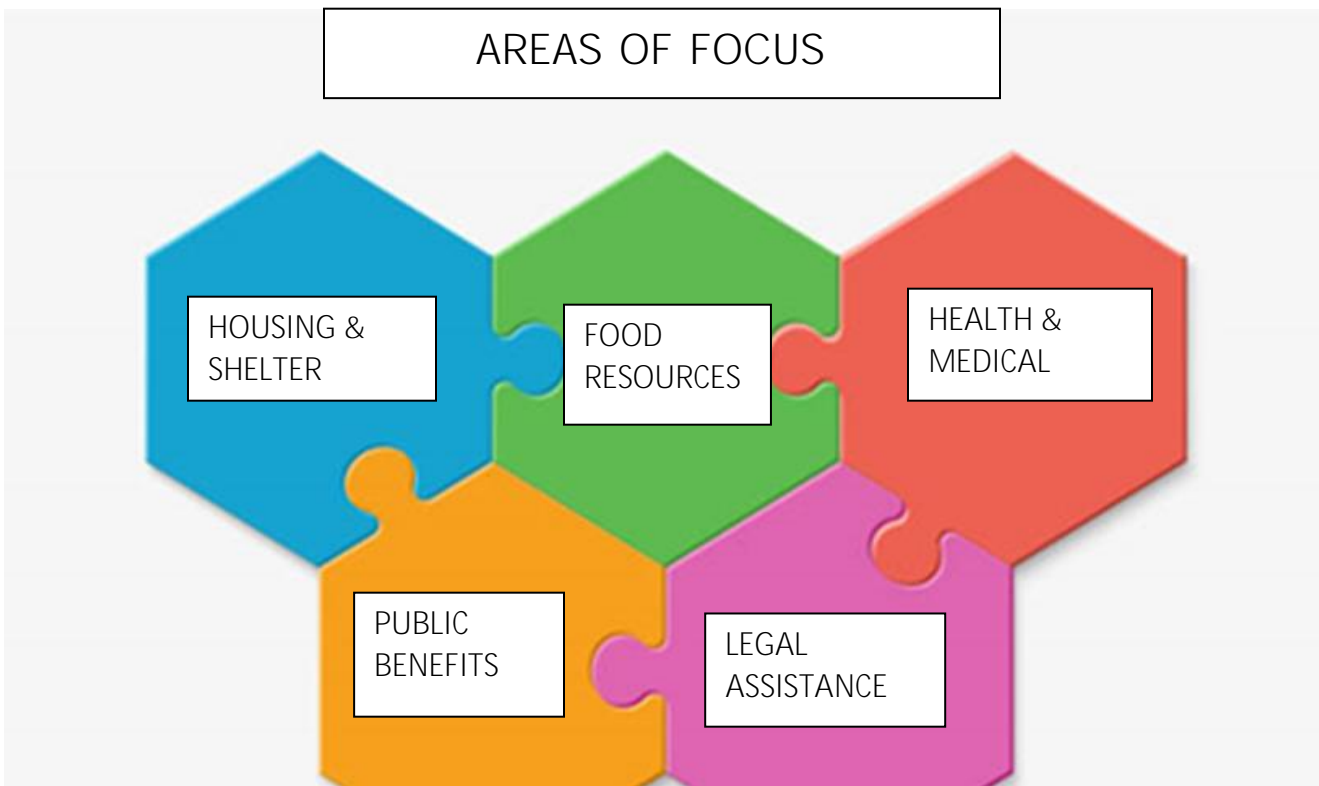 AREAS OF FOCUS
HOUSING &
SHELTER
FOOD
RESOURCES
HEALTH &
MEDICAL
PUBLIC
BENEFITS
LEGAL
ASSISTANCE